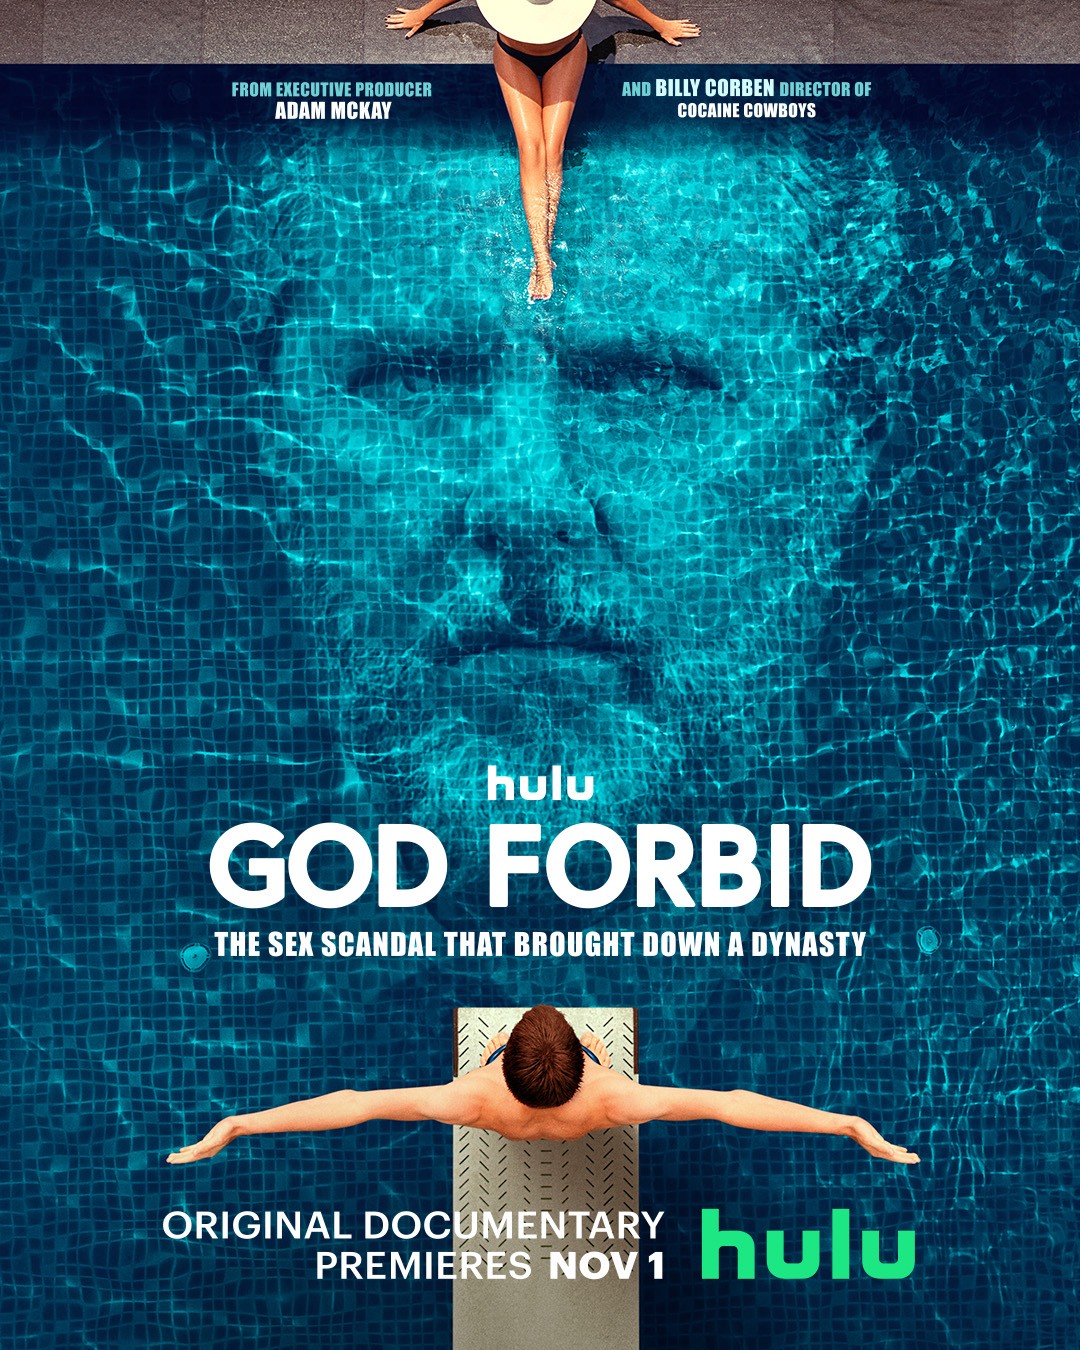 FROM EXECUTIVE PRODUCER
ADAM MCKAY
AND BILLY CORBEN DIRECTOR OF
COCAINE COWBOYS
hulu
GOD FORBID
THE SEX SCANDAL THAT BROUGHT DOWN A DYNASTY
ORIGINAL DOCUMENTARY
PREMIERES NOV 1
hulu